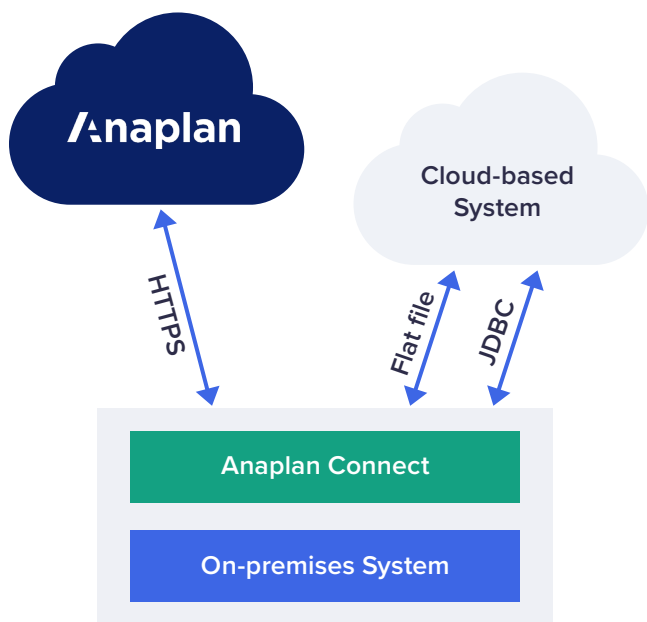 Anaplan
Cloud-based
System
HTTPS
Flat file
JDBC
Anaplan Connect
On-premises System